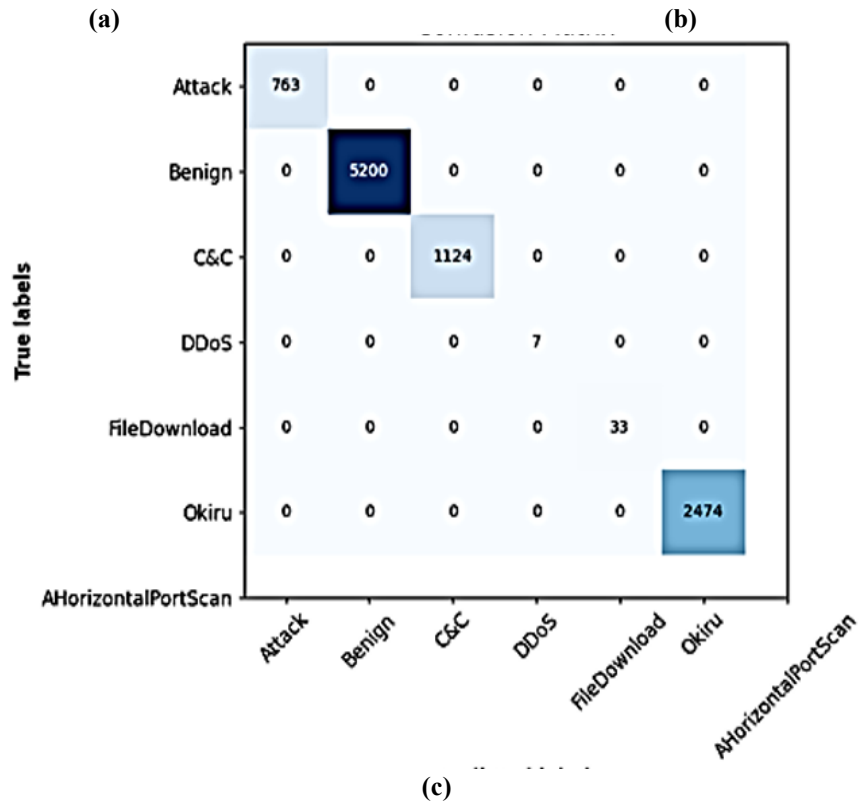 (a) (b)
Attack 763 0 0 0 0 0
Benign 0 5200 0 0 0 0
C&C 0 0 1124 0 0 0
DDoS 0 0 0 7 0 0
FileDownload 0 0 0 0 33 0
Okiru 0 0 0 0 0 2474
AHorizontalPortScan
True labels
Attack Benign C&C DDoS FileDownload Okiru AHorizontalPortScan
(c)